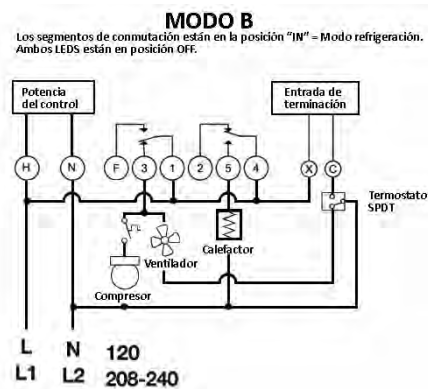 MODO B
Los segmentos de conmutación están en la posición "IN" = Modo refrigeración.
Ambos LEDS están en posición OFF.
Potencia
del control
Entrada de
terminación
H
N
F
3
1
2
5
4
X
C
Termostato
SPDT
Ventilador
Calefactor
Compresor
L N 120
L1 L2 208-240